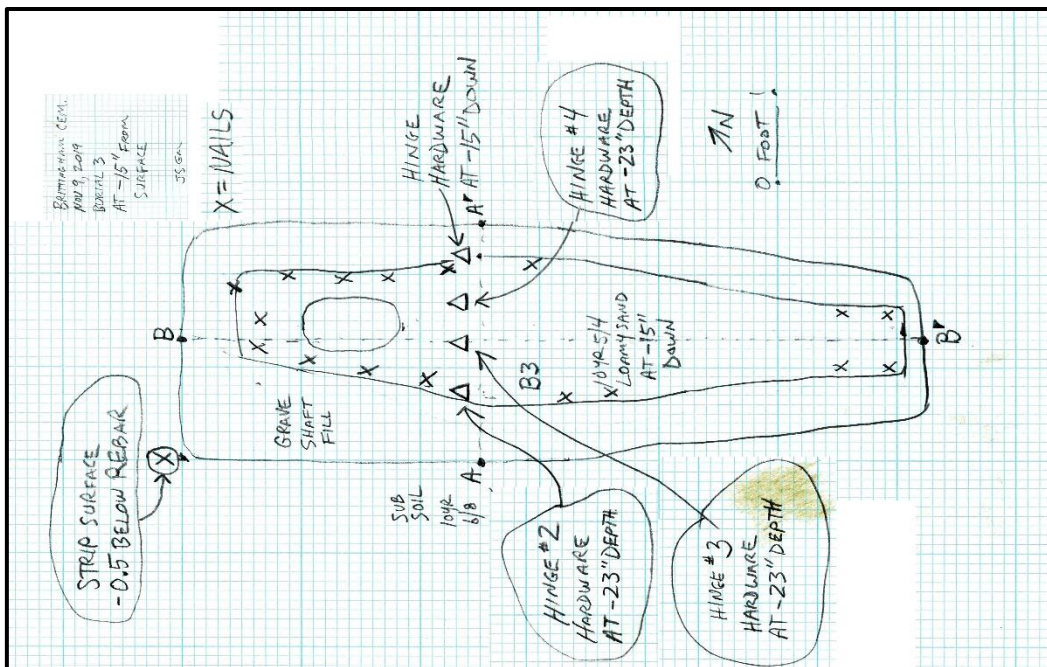 BRITTINGHAM CEM.
NOV 9, 2019
BURIAL 3
AT -15" FROM
SURFACE
X = NAILS
HINGE
HARDWARE
AT -15" DOWN
HINGE #4
HARDWARE
AT -23" DEPTH
N
0 FOOT 1
A'
B
B'
A
GRAVE
SHAFT
FILL
B3
10YR 5/4
LOAMY SAND
AT -15"
DOWN
SUB
SOIL
10YR
6/8
STRIP SURFACE
-0.5 BELOW REBAR
X
HINGE #2
HARDWARE
AT -23" DEPTH
HINGE #3
HARDWARE
AT -23" DEPTH